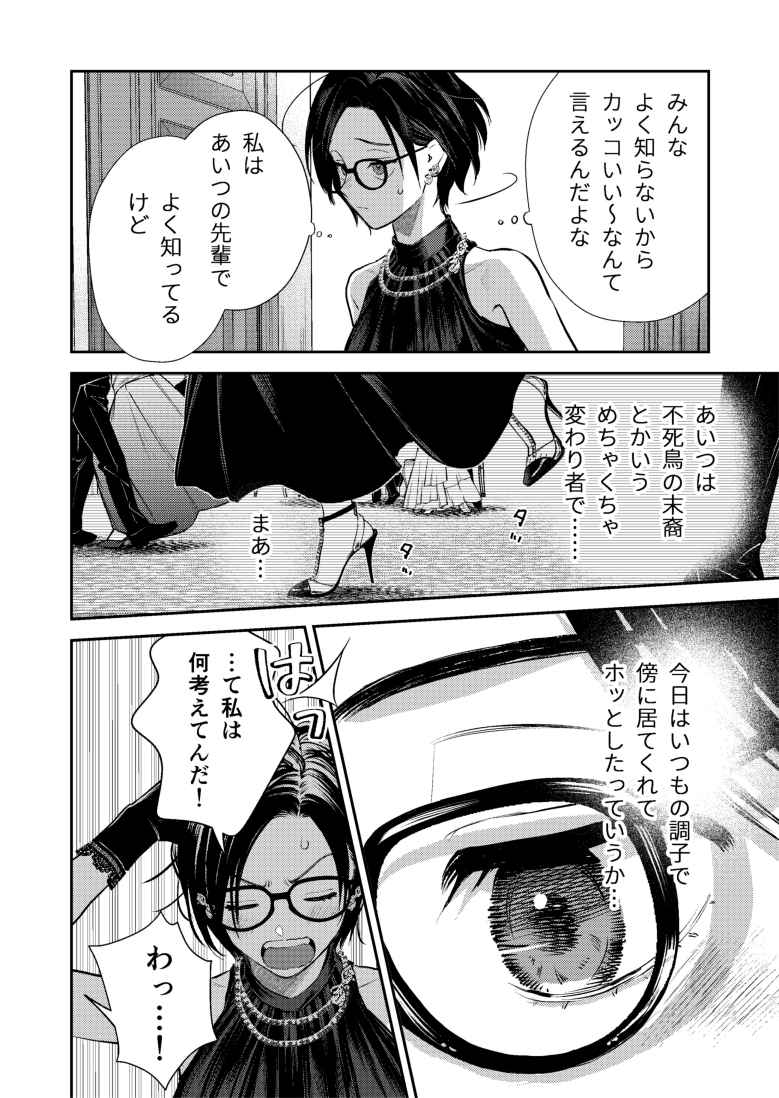 みんな
よく知らないから
カッコいい〜なんて
言えるんだよな
私は
あいつの先輩で
よく知ってる
けど
あいつは
不死鳥の末裔
とかいう
めちゃくちゃ
変わり者で……
タッ
タッ
まあ…
今日はいつもの調子で
傍に居てくれて
ホッとしたっていうか…
はっ
…て私は
何考えてんだ！
わっ…！